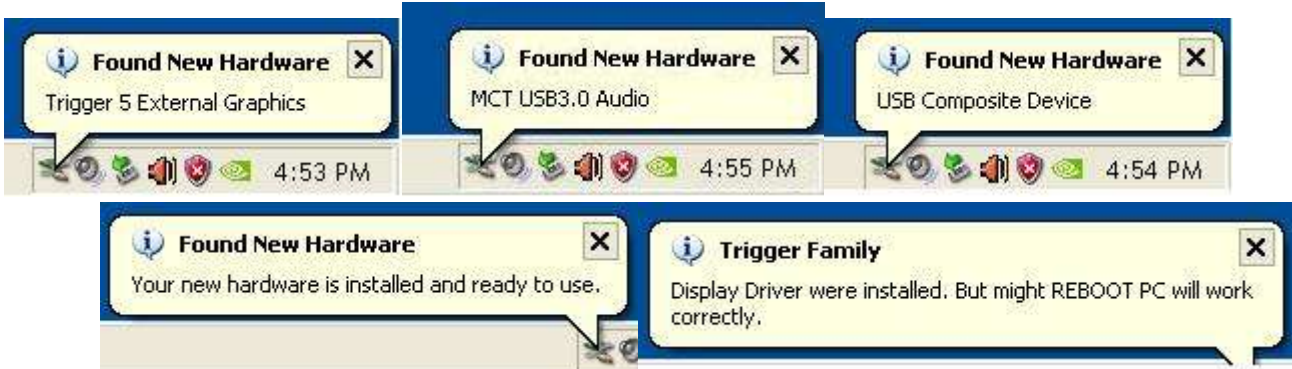 Found New Hardware
Trigger 5 External Graphics
4:53 PM
Found New Hardware
MCT USB3.0 Audio
4:55 PM
Found New Hardware
USB Composite Device
4:54 PM
Found New Hardware
Your new hardware is installed and ready to use.
Trigger Family
Display Driver were installed. But might REBOOT PC will work
correctly.